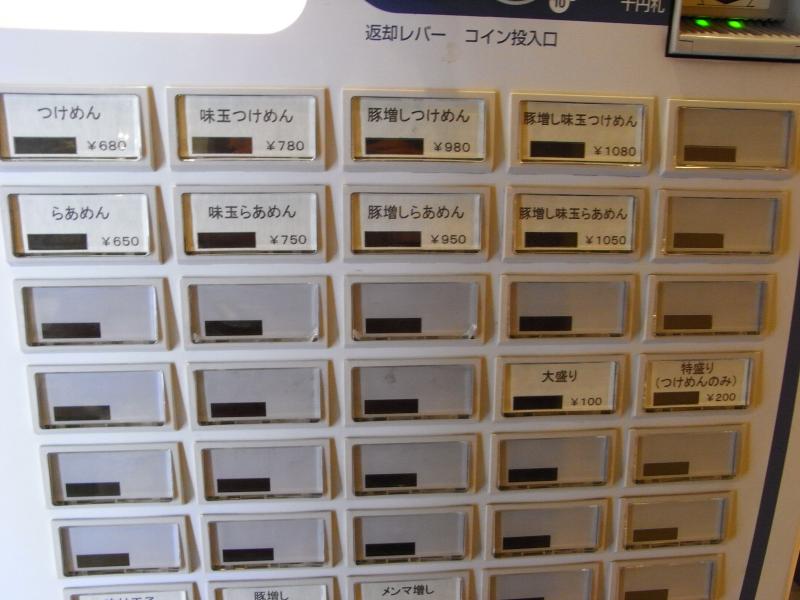 千円札
10
返却レバー　コイン投入口
つけめん
￥680
味玉つけめん
￥780
豚増しつけめん
￥980
豚増し味玉つけめん
￥1080
らあめん
￥650
味玉らあめん
￥750
豚増しらあめん
￥950
豚増し味玉らあめん
￥1050
大盛り
￥100
特盛り
（つけめんのみ）
￥200
豚増し
メンマ増し